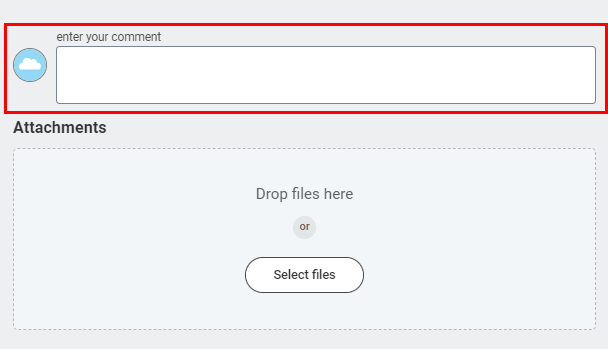 enter your comment
Attachments
Drop files here
or
Select files